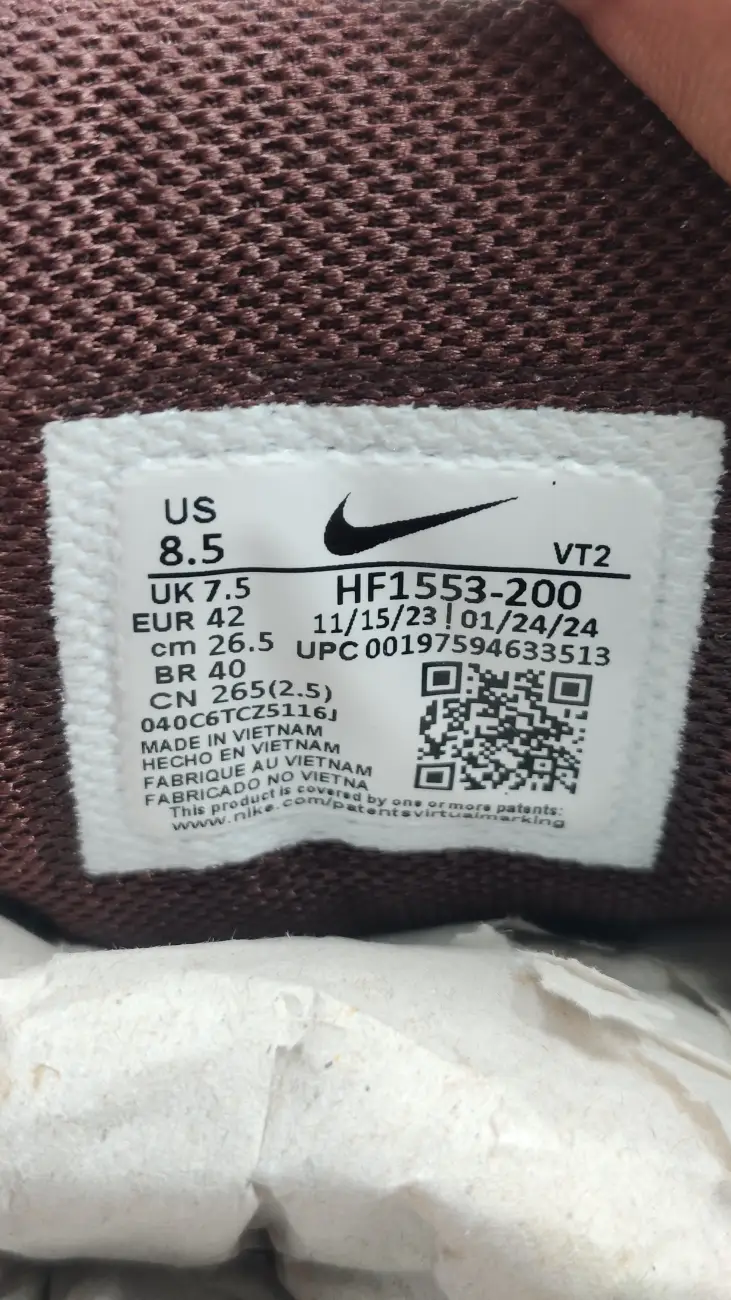 US
8.5
VT2
UK 7.5
HF1553-200
EUR 42
11/15/23 | 01/24/24
cm 26.5
UPC 00197594633513
BR 40
CN 265(2.5)
040C6TCZ5116J
MADE IN VIETNAM
HECHO EN VIETNAM
FABRIQUE AU VIETNAM
FABRICADO NO VIETNA
This product is covered by one or more patents:
www.nike.com/patentsvirtualmarking